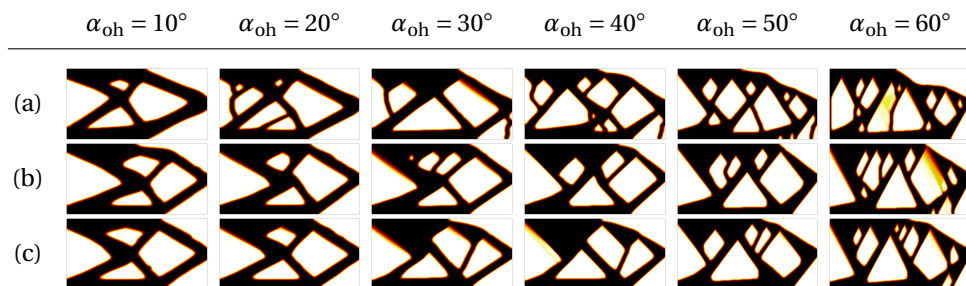 α_oh = 10° α_oh = 20° α_oh = 30° α_oh = 40° α_oh = 50° α_oh = 60°
(a)
(b)
(c)